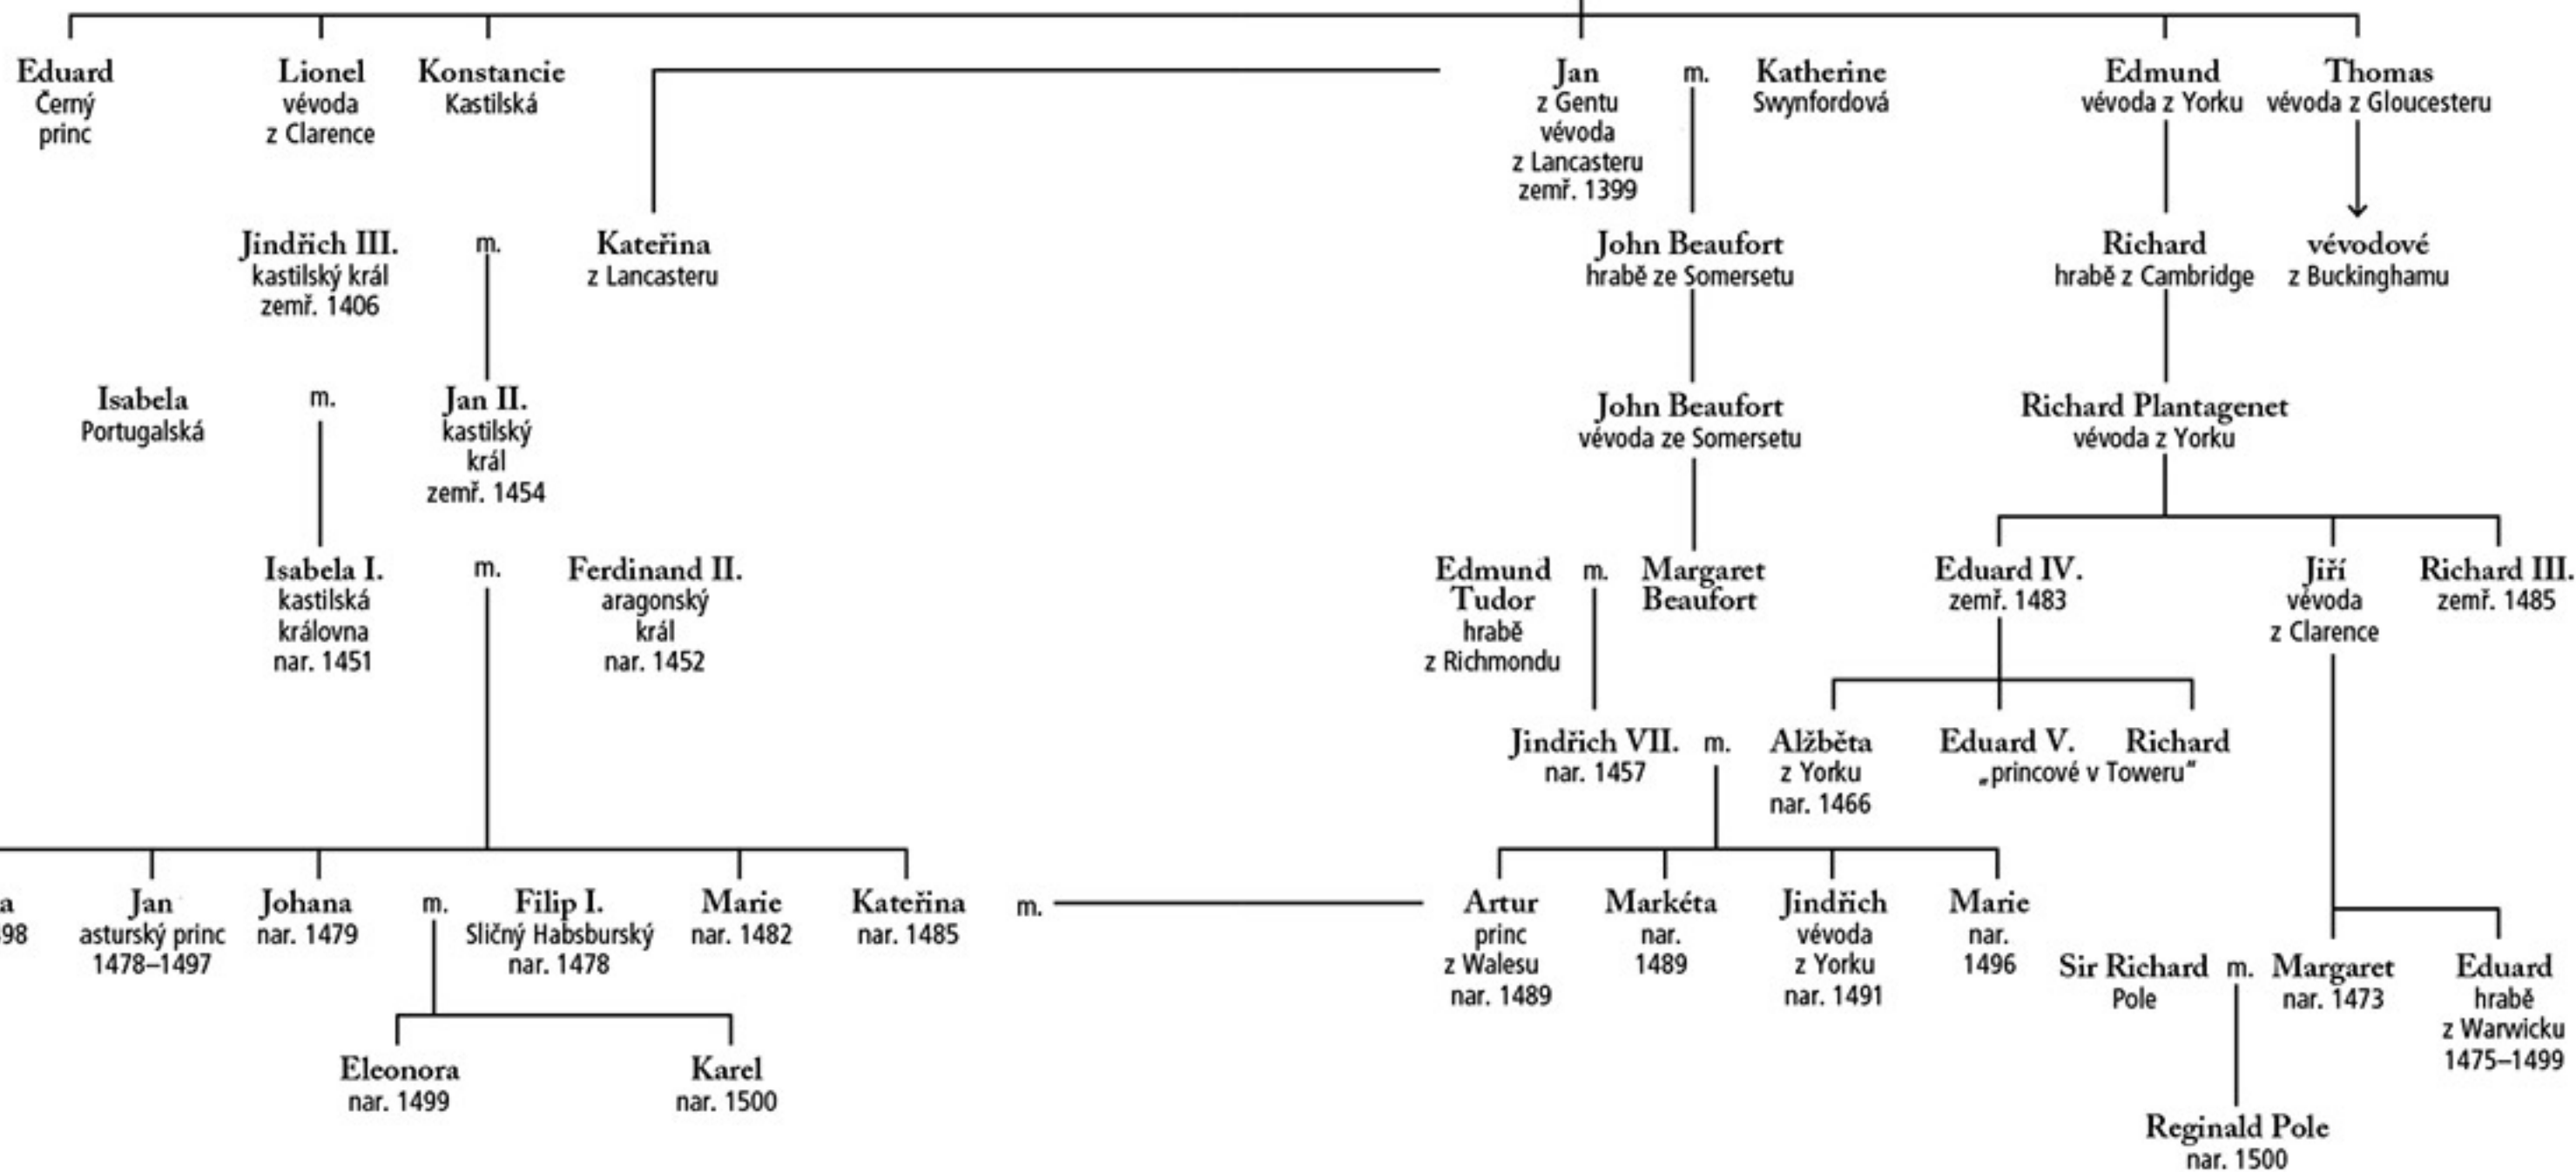 Eduard
Černý
princ
Lionel
vévoda
z Clarence
Konstancie
Kastilská
Jan
z Gentu
vévoda
z Lancasteru
zemř. 1399
m.
Katherine
Swynfordová
Edmund
vévoda z Yorku
Thomas
vévoda z Gloucesteru
Jindřich III.
kastilský král
zemř. 1406
m.
Kateřina
z Lancasteru
John Beaufort
hrabě ze Somersetu
Richard
hrabě z Cambridge
vévodové
z Buckinghamu
Isabela
Portugalská
m.
Jan II.
kastilský
král
zemř. 1454
John Beaufort
vévoda ze Somersetu
Richard Plantagenet
vévoda z Yorku
Isabela I.
kastilská
královna
nar. 1451
m.
Ferdinand II.
aragonský
král
nar. 1452
Edmund
Tudor
hrabě
z Richmondu
m.
Margaret
Beaufort
Eduard IV.
zemř. 1483
Jiří
vévoda
z Clarence
Richard III.
zemř. 1485
Jindřich VII.
nar. 1457
m.
Alžběta
z Yorku
nar. 1466
Eduard V.
Richard
„princové v Toweru“
a
98
Jan
asturský princ
1478–1497
Johana
nar. 1479
m.
Filip I.
Sličný Habsburský
nar. 1478
Marie
nar. 1482
Kateřina
nar. 1485
m.
Artur
princ
z Walesu
nar. 1489
Markéta
nar.
1489
Jindřich
vévoda
z Yorku
nar. 1491
Marie
nar.
1496
Sir Richard
Pole
m.
Margaret
nar. 1473
Eduard
hrabě
z Warwicku
1475–1499
Eleonora
nar. 1499
Karel
nar. 1500
Reginald Pole
nar. 1500